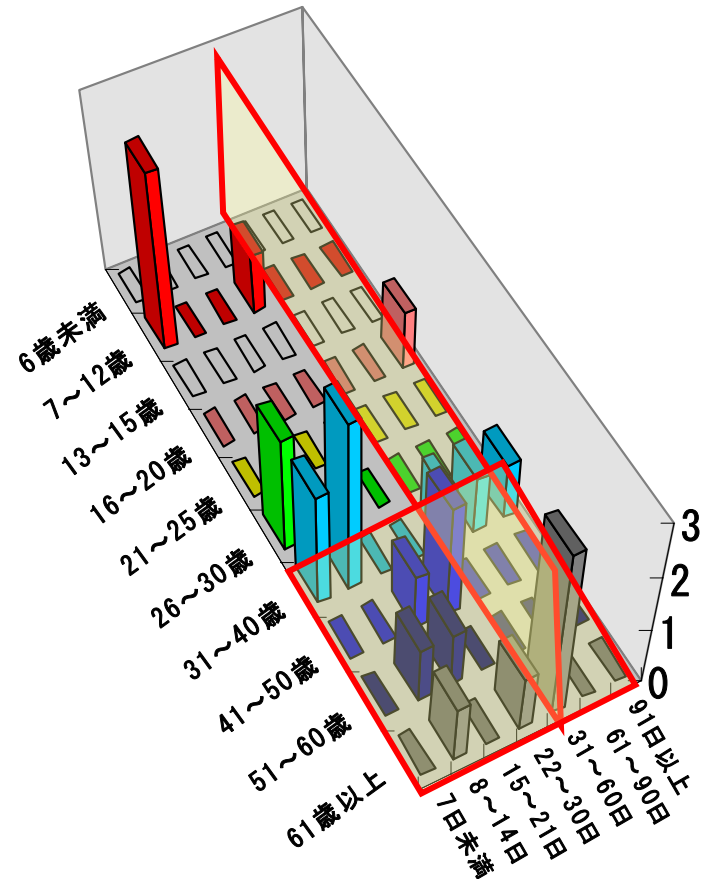 6歳未満
7～12歳
13～15歳
16～20歳
21～25歳
26～30歳
31～40歳
41～50歳
51～60歳
61歳以上
7日未満
8～14日
15～21日
22～30日
31～60日
61～90日
91日以上
3
2
1
0